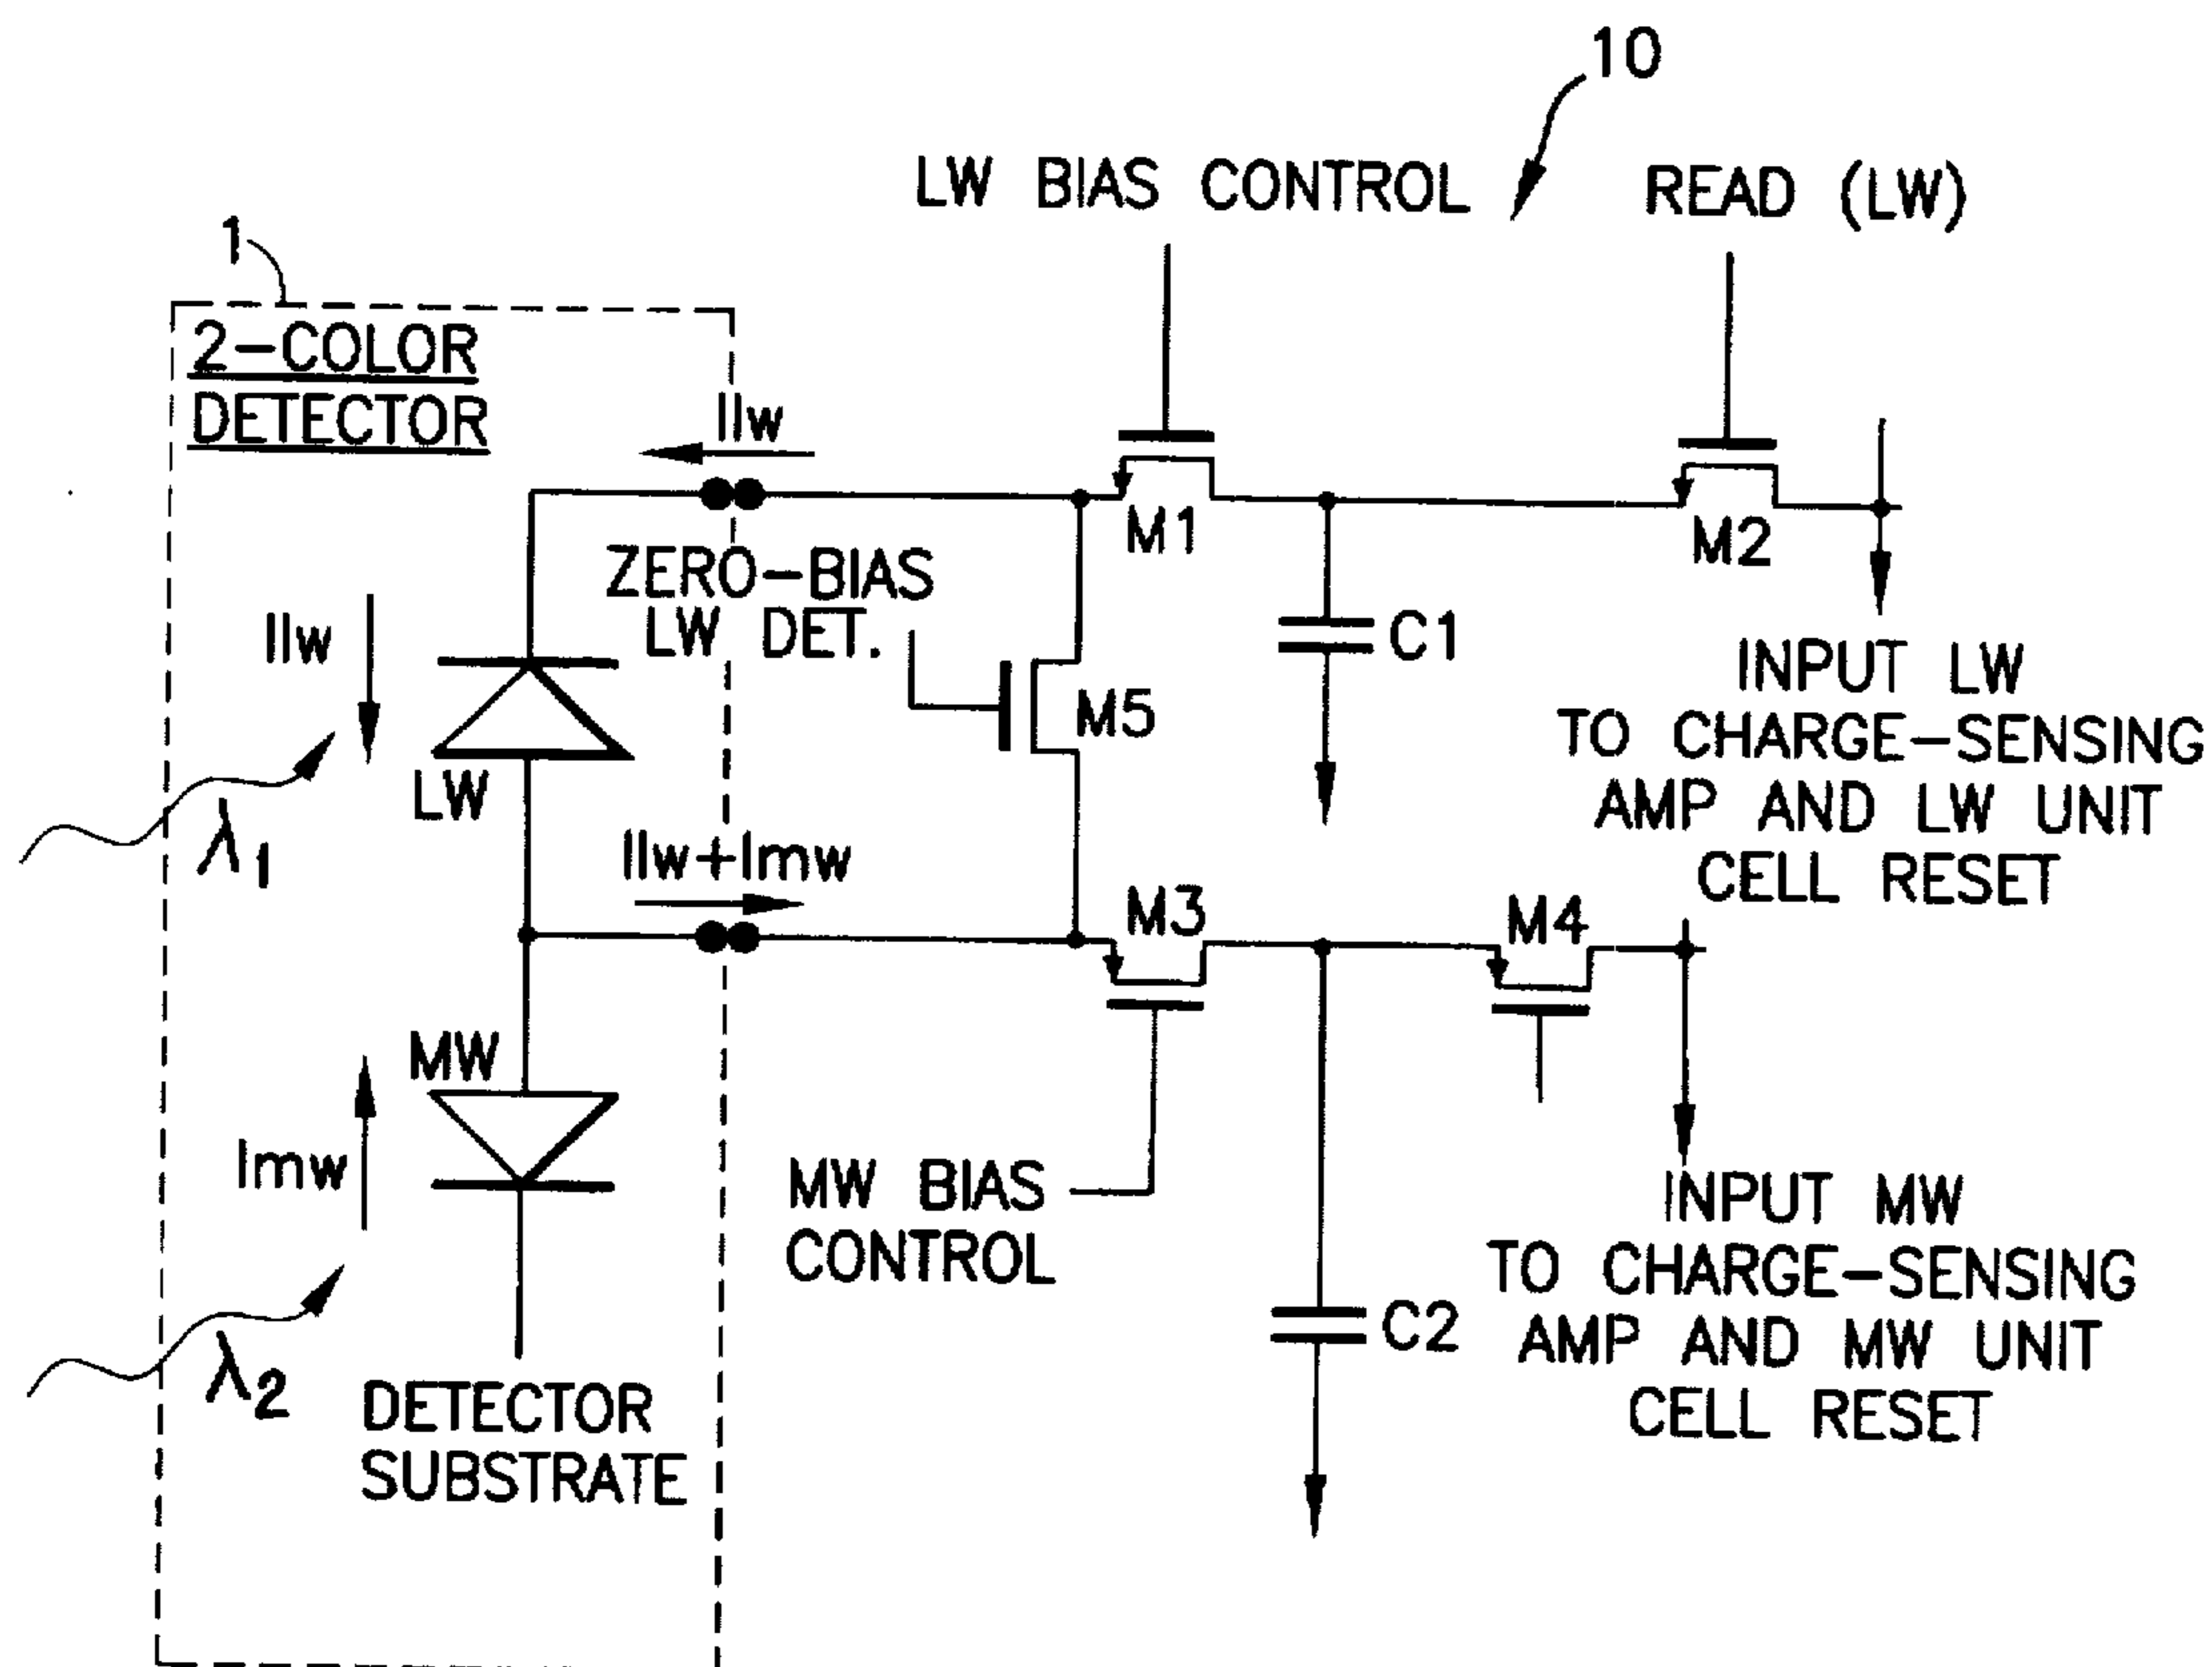 10
LW BIAS CONTROL
READ (LW)
1
2-COLOR
DETECTOR
Ilw
M1
M2
ZERO-BIAS
LW DET.
Ilw
C1
M5
INPUT LW
TO CHARGE-SENSING
AMP AND LW UNIT
CELL RESET
LW
λ1
Ilw+Imw
M3
M4
MW
Imw
MW BIAS
CONTROL
INPUT MW
TO CHARGE-SENSING
AMP AND MW UNIT
CELL RESET
C2
λ2
DETECTOR
SUBSTRATE